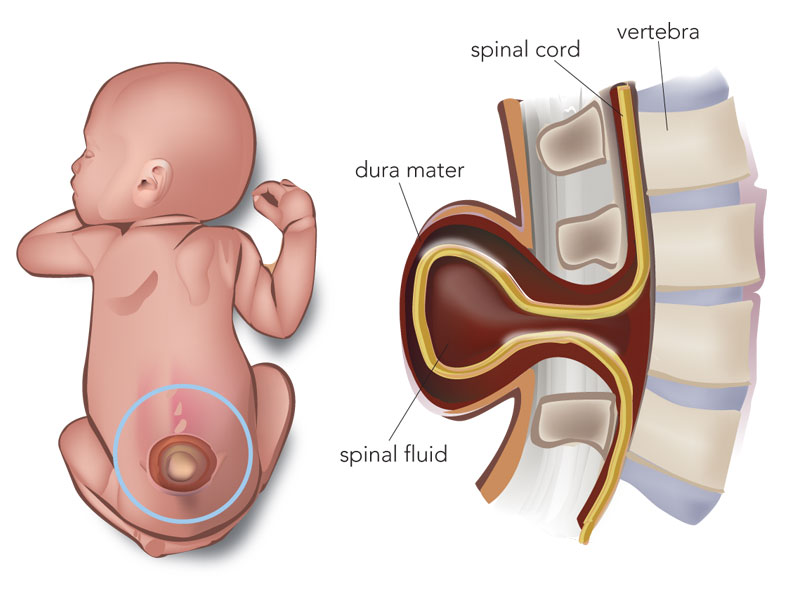 vertebra
spinal cord
dura mater
spinal fluid